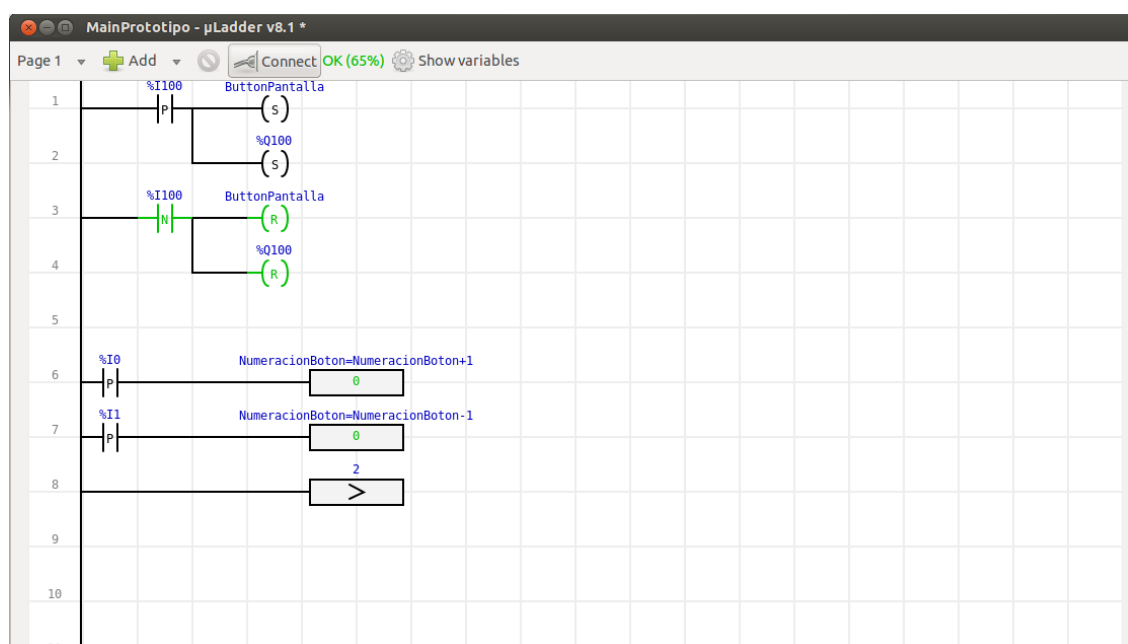 MainPrototipo - µLadder v8.1 *
Page 1 Add Connect OK (65%) Show variables
%I100 ButtonPantalla
1 P S
%Q100
2 S
%I100 ButtonPantalla
3 N R
%Q100
4 R
5
%I0 NumeracionBoton=NumeracionBoton+1
6 P 0
%I1 NumeracionBoton=NumeracionBoton-1
7 P 0
2
8 >
9
10